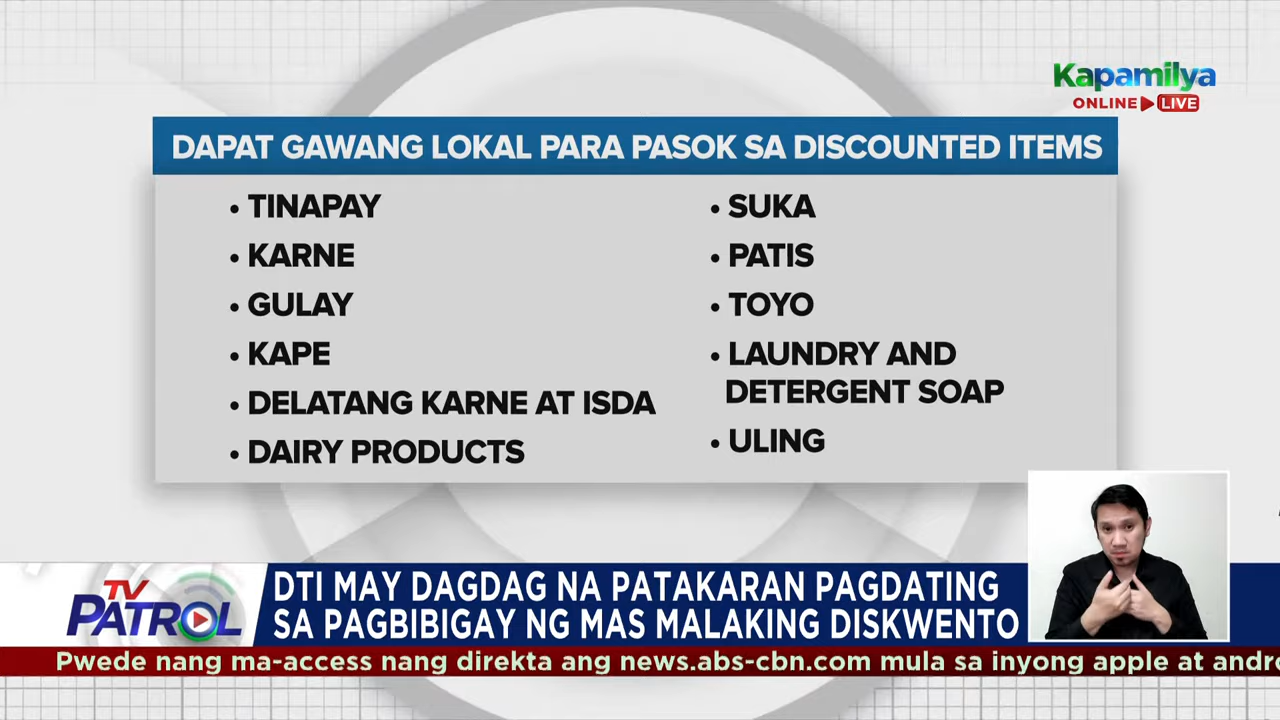 Kapamilya
ONLINE LIVE
DAPAT GAWANG LOKAL PARA PASOK SA DISCOUNTED ITEMS
• TINAPAY
• KARNE
• GULAY
• KAPE
• DELATANG KARNE AT ISDA
• DAIRY PRODUCTS
• SUKA
• PATIS
• TOYO
• LAUNDRY AND
DETERGENT SOAP
• ULING
TV
PATROL
DTI MAY DAGDAG NA PATAKARAN PAGDATING
SA PAGBIBIGAY NG MAS MALAKING DISKWENTO
Pwede nang ma-access nang direkta ang news.abs-cbn.com mula sa inyong apple at andro